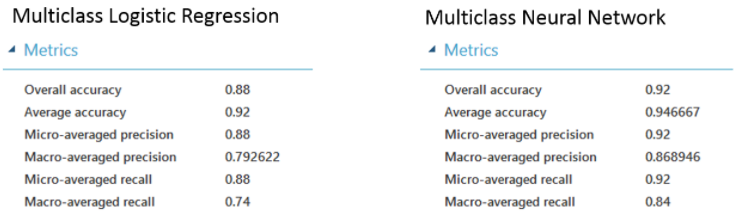 Multiclass Logistic Regression
Metrics
Overall accuracy 0.88
Average accuracy 0.92
Micro-averaged precision 0.88
Macro-averaged precision 0.792622
Micro-averaged recall 0.88
Macro-averaged recall 0.74
Multiclass Neural Network
Metrics
Overall accuracy 0.92
Average accuracy 0.946667
Micro-averaged precision 0.92
Macro-averaged precision 0.868946
Micro-averaged recall 0.92
Macro-averaged recall 0.84